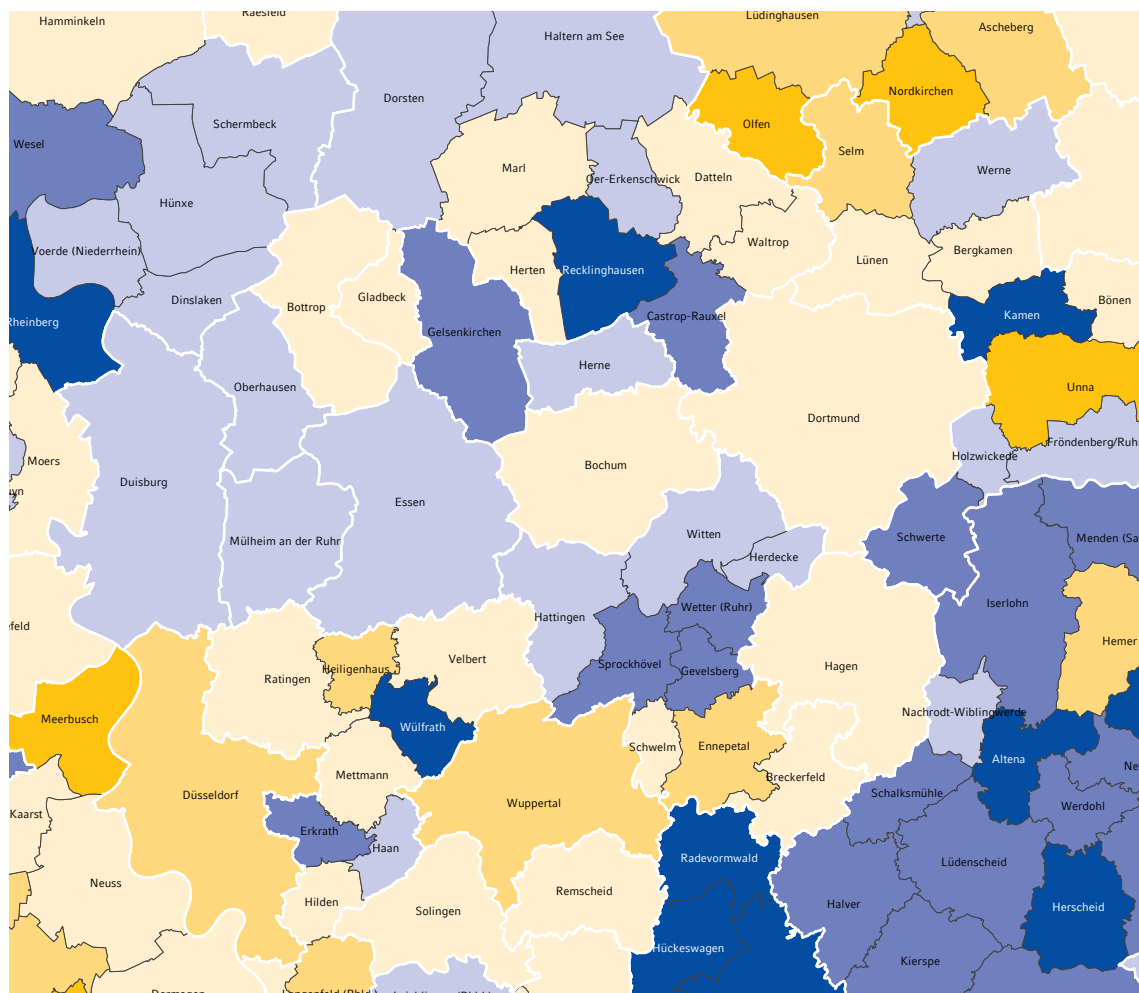 Hamminkeln
Raesfeld
Lüdinghausen
Ascheberg
Haltern am See
Dorsten
Nordkirchen
Schermbeck
Olfen
Wesel
Selm
Marl
Werne
Oer-Erkenschwick
Datteln
Hünxe
Waltrop
Voerde (Niederrhein)
Bergkamen
Lünen
Herten
Recklinghausen
Dinslaken
Gladbeck
Bottrop
Bönen
Kamen
Castrop-Rauxel
Rheinberg
Gelsenkirchen
Herne
Oberhausen
Unna
Dortmund
Fröndenberg/Ruh
Holzwickede
Moers
Bochum
Duisburg
yn
Essen
Witten
Schwerte
Menden (Sa
Mülheim an der Ruhr
Herdecke
Iserlohn
Wetter (Ruhr)
Hattingen
efeld
Hemer
Velbert
Sprockhövel
Hagen
Heiligenhaus
Gevelsberg
Ratingen
Nachrodt-Wiblingwerde
Meerbusch
Wülfrath
Schwelm
Ennepetal
Altena
Ne
Mettmann
Breckerfeld
Schalksmühle
Düsseldorf
Wuppertal
Werdohl
Kaarst
Erkrath
Haan
Radevormwald
Lüdenscheid
Neuss
Remscheid
Hilden
Halver
Herscheid
Solingen
Hückeswagen
Kierspe